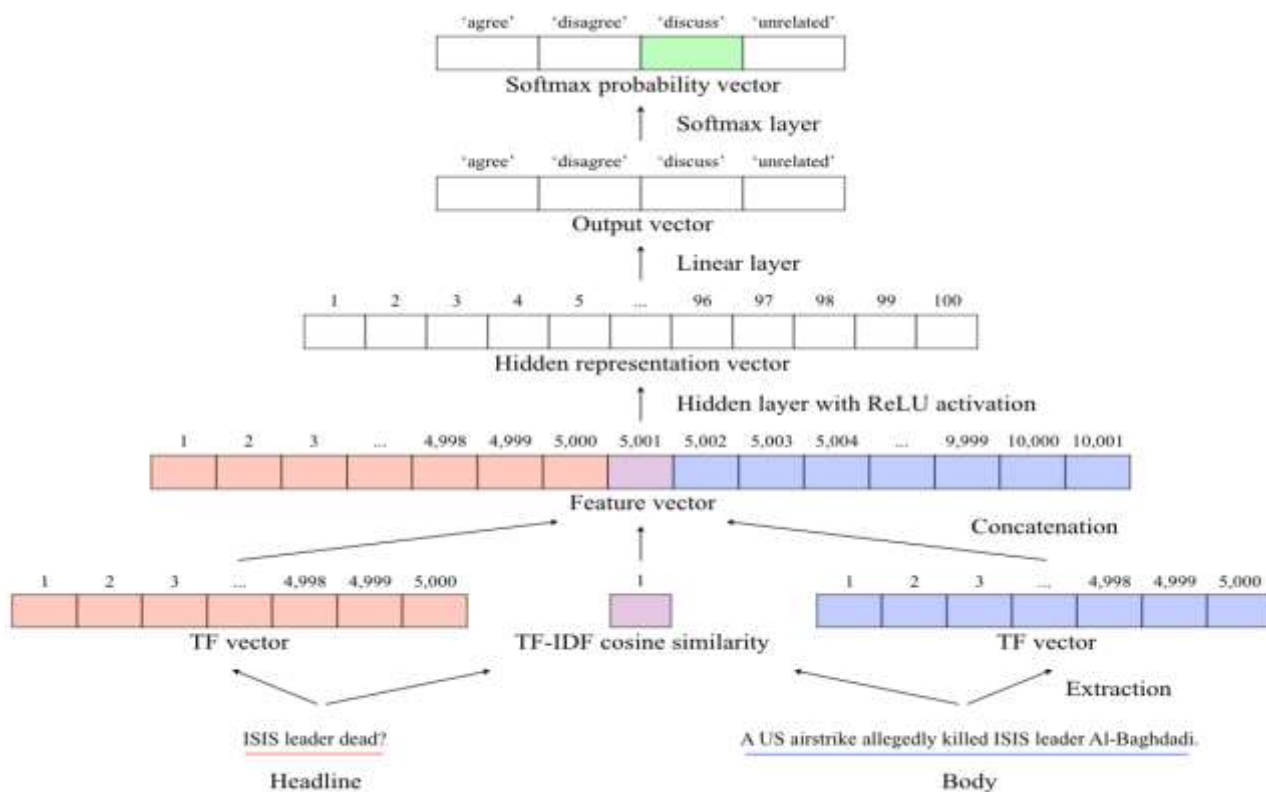 ‘agree’ ‘disagree’ ‘discuss’ ‘unrelated’
Softmax probability vector
Softmax layer
‘agree’ ‘disagree’ ‘discuss’ ‘unrelated’
Output vector
Linear layer
1 2 3 4 5 ... 96 97 98 99 100
Hidden representation vector
Hidden layer with ReLU activation
1 2 3 ... 4,998 4,999 5,000 5,001 5,002 5,003 5,004 ... 9,999 10,000 10,001
Feature vector
Concatenation
1 2 3 ... 4,998 4,999 5,000 1 1 2 3 ... 4,998 4,999 5,000
TF vector TF-IDF cosine similarity TF vector
Extraction
ISIS leader dead? A US airstrike allegedly killed ISIS leader Al-Baghdadi.
Headline Body